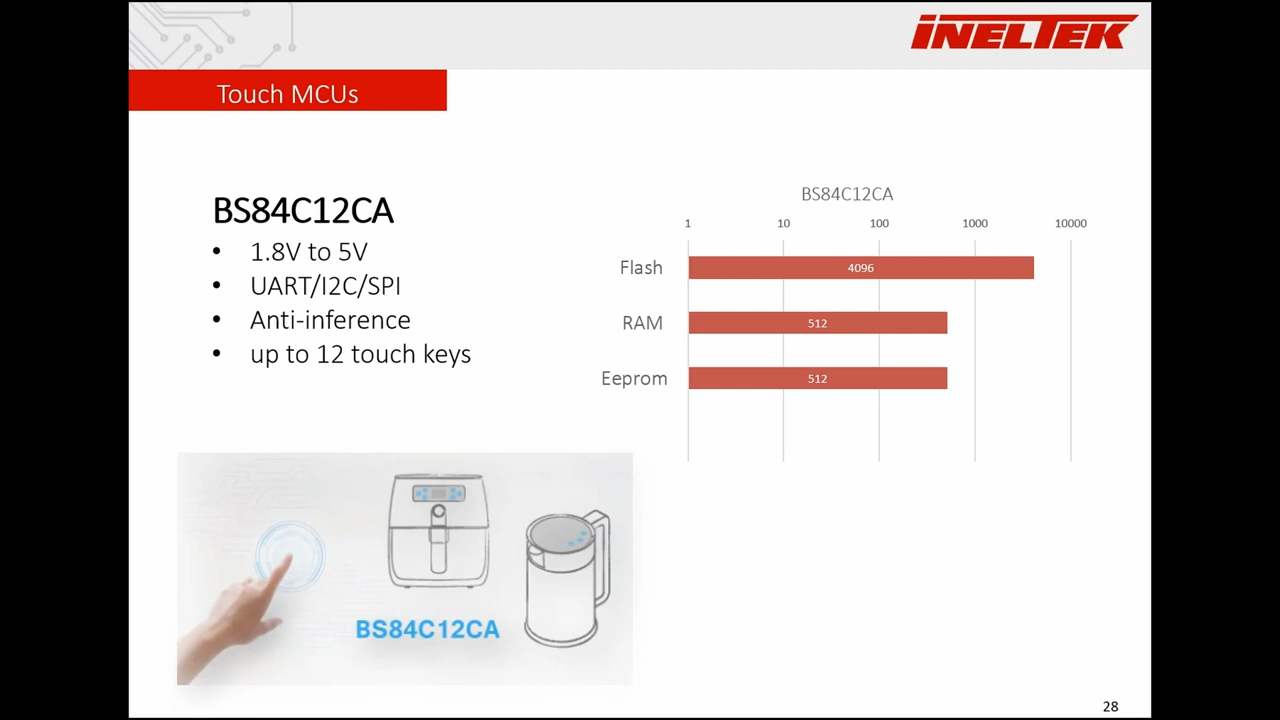 INELTEK
Touch MCUs
BS84C12CA
• 1.8V to 5V
• UART/I2C/SPI
• Anti-inference
• up to 12 touch keys
BS84C12CA
1 10 100 1000 10000
Flash 4096
RAM 512
Eeprom 512
BS84C12CA
28